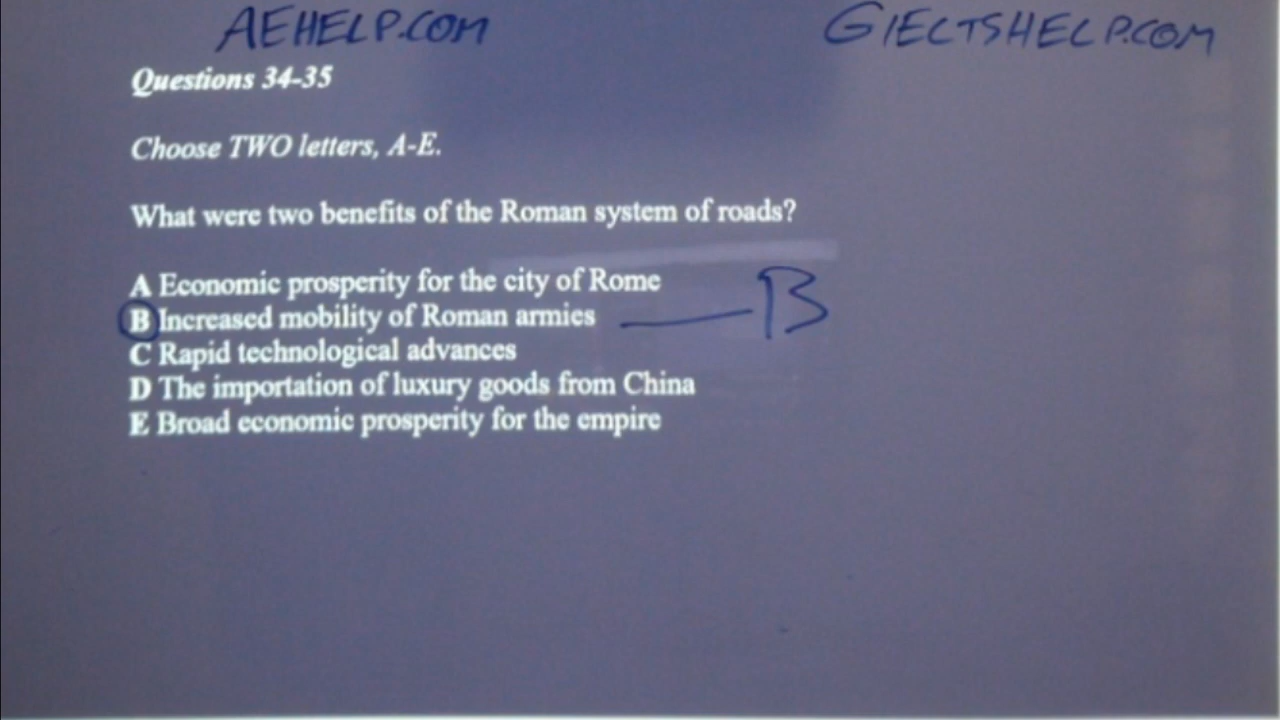 AEHELP.COM GIELTSHELP.COM
Questions 34-35
Choose TWO letters, A-E.
What were two benefits of the Roman system of roads?
A Economic prosperity for the city of Rome
B Increased mobility of Roman armies — B
C Rapid technological advances
D The importation of luxury goods from China
E Broad economic prosperity for the empire